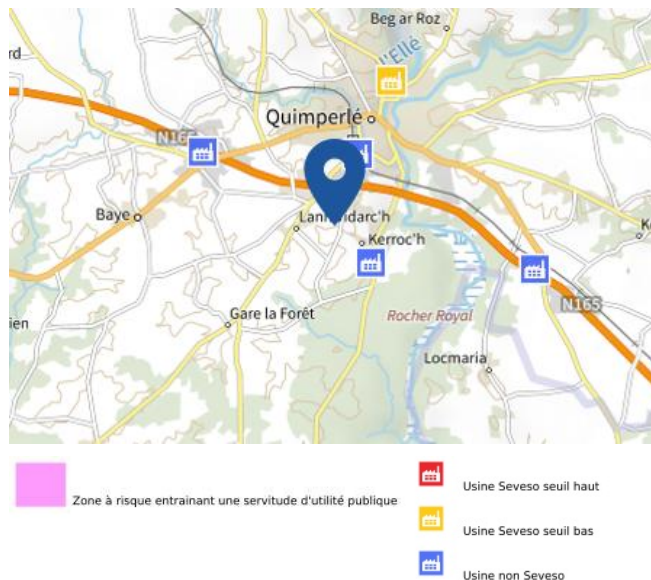 Beg ar Roz
rd
l'Ellé
Quimperlé
N165
Baye
Kerroc'h
Gare la Forêt
ien
Rocher Royal
N165
Locmaria
Zone à risque entrainant une servitude d'utilité publique
Usine Seveso seuil haut
Usine Seveso seuil bas
Usine non Seveso